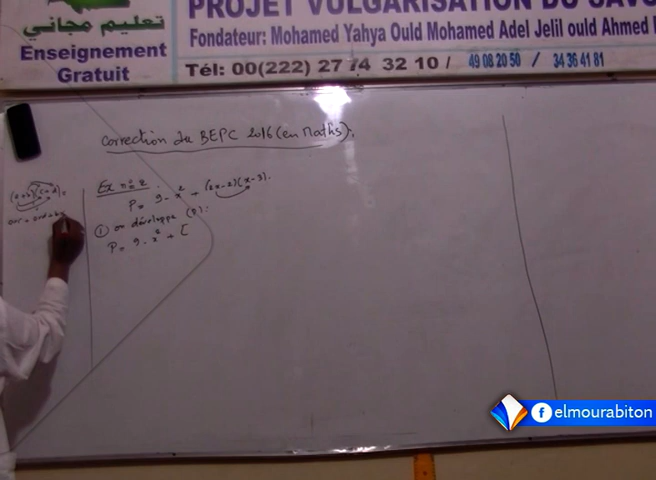 PROJET VULGARISATION DU
تعليم مجاني
Enseignement
Gratuit
Fondateur: Mohamed Yahya Ould Mohamed Adel Jelil ould Ahmed
Tél: 00(222) 27 74 32 10 / 49 08 20 50 / 34 36 41 81
Correction du BEPC 2016 (en Maths):
Ex n° 2:
P = 9 - x² + (2x-2)(x-3).
① on développe (P):
P = 9 - x² + [
elmourabiton